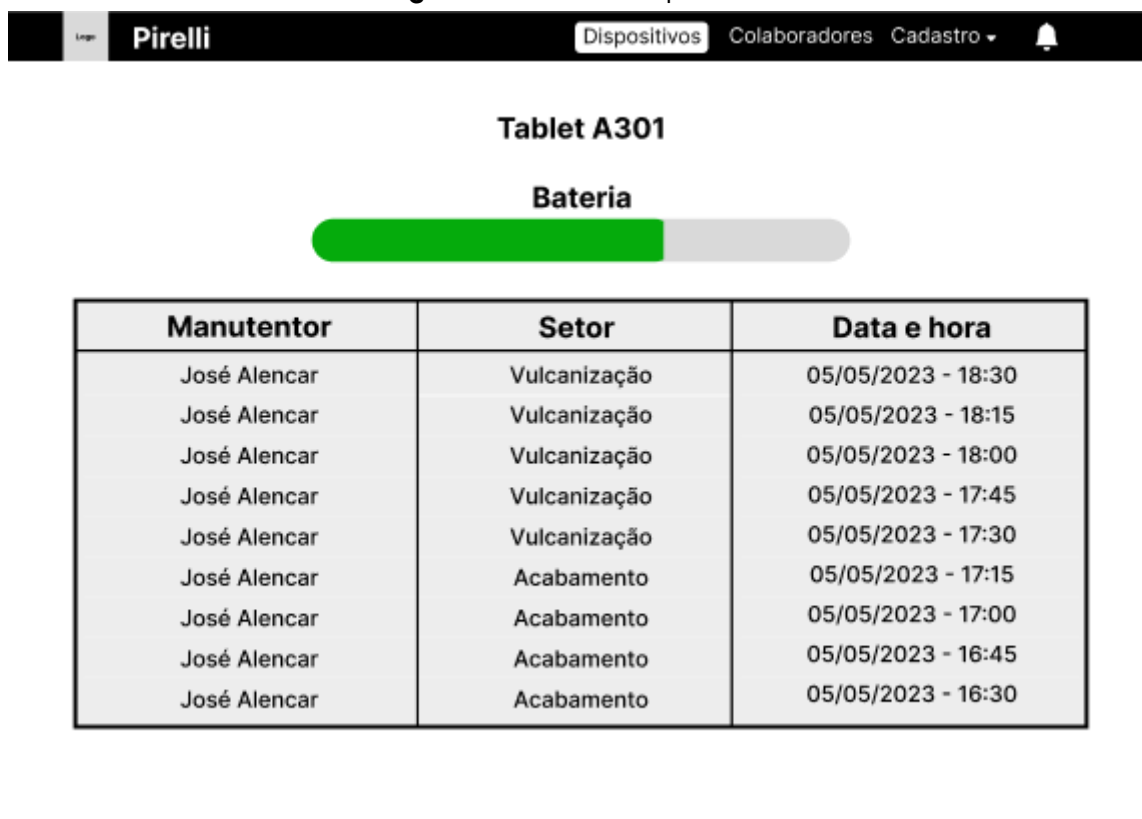 Logo Pirelli Dispositivos Colaboradores Cadastro
Tablet A301
Bateria
Manutentor Setor Data e hora
José Alencar Vulcanização 05/05/2023 - 18:30
José Alencar Vulcanização 05/05/2023 - 18:15
José Alencar Vulcanização 05/05/2023 - 18:00
José Alencar Vulcanização 05/05/2023 - 17:45
José Alencar Vulcanização 05/05/2023 - 17:30
José Alencar Acabamento 05/05/2023 - 17:15
José Alencar Acabamento 05/05/2023 - 17:00
José Alencar Acabamento 05/05/2023 - 16:45
José Alencar Acabamento 05/05/2023 - 16:30